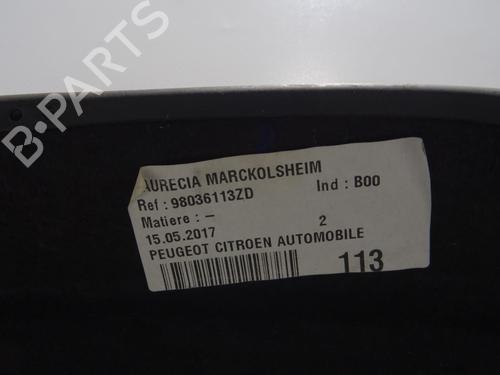 B-PARTS
AURECIA MARCKOLSHEIM
Ref : 98036113ZD Ind : B00
Matiere : –
15.05.2017 2
PEUGEOT CITROEN AUTOMOBILE
113